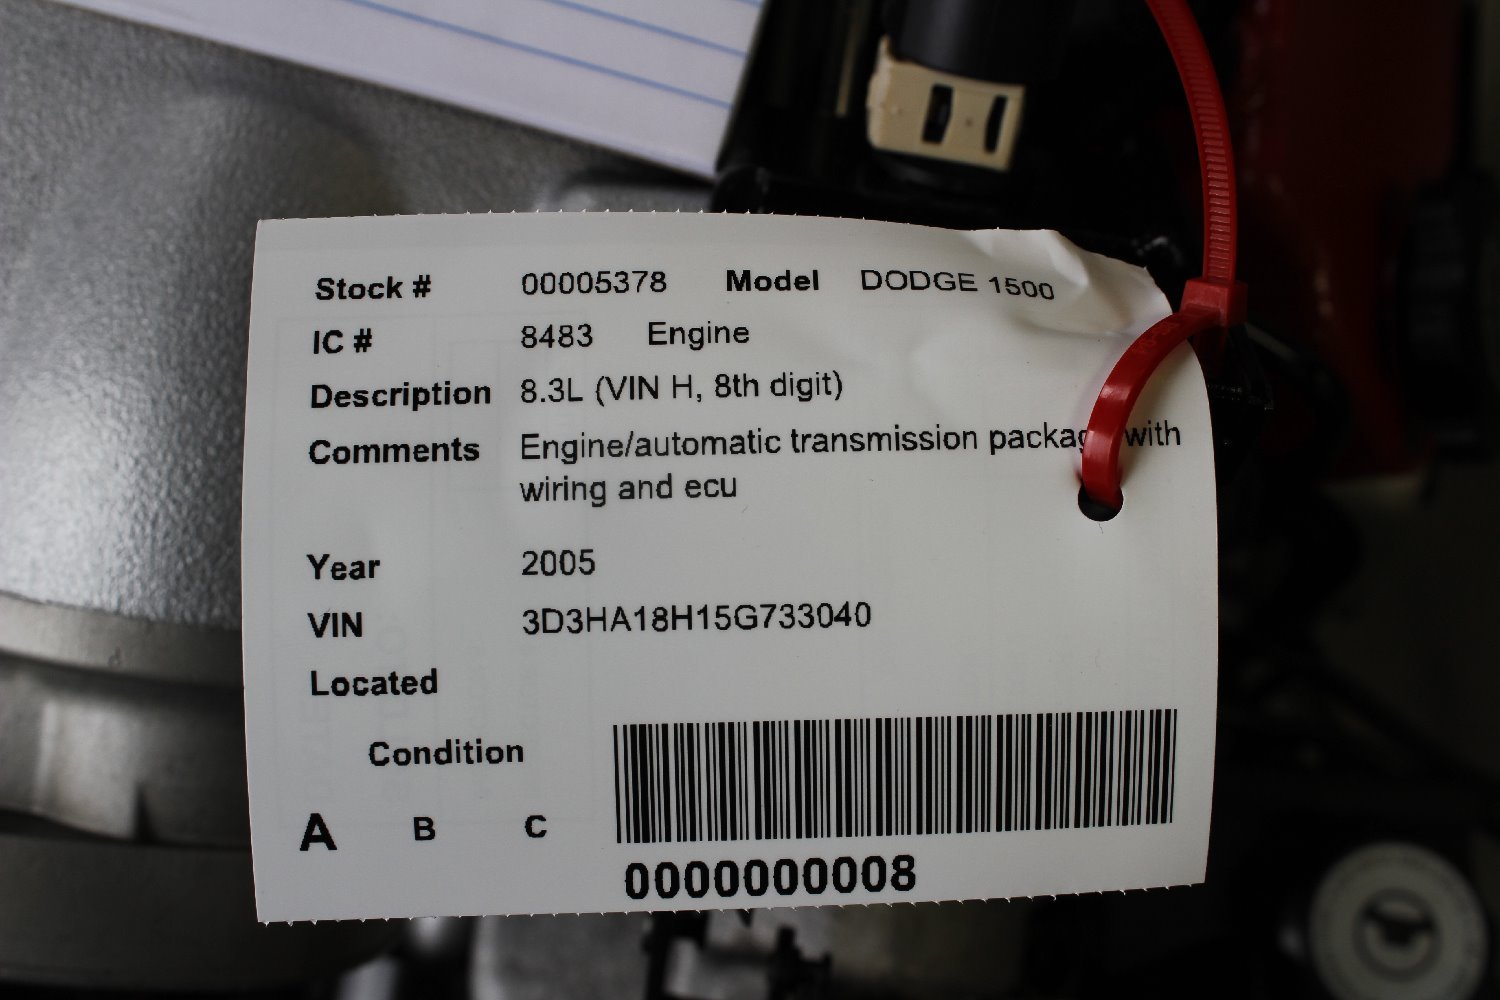 Stock # 00005378 Model DODGE 1500
IC # 8483 Engine
Description 8.3L (VIN H, 8th digit)
Comments Engine/automatic transmission package with
wiring and ecu
Year 2005
VIN 3D3HA18H15G733040
Located
Condition
A B C
0000000008